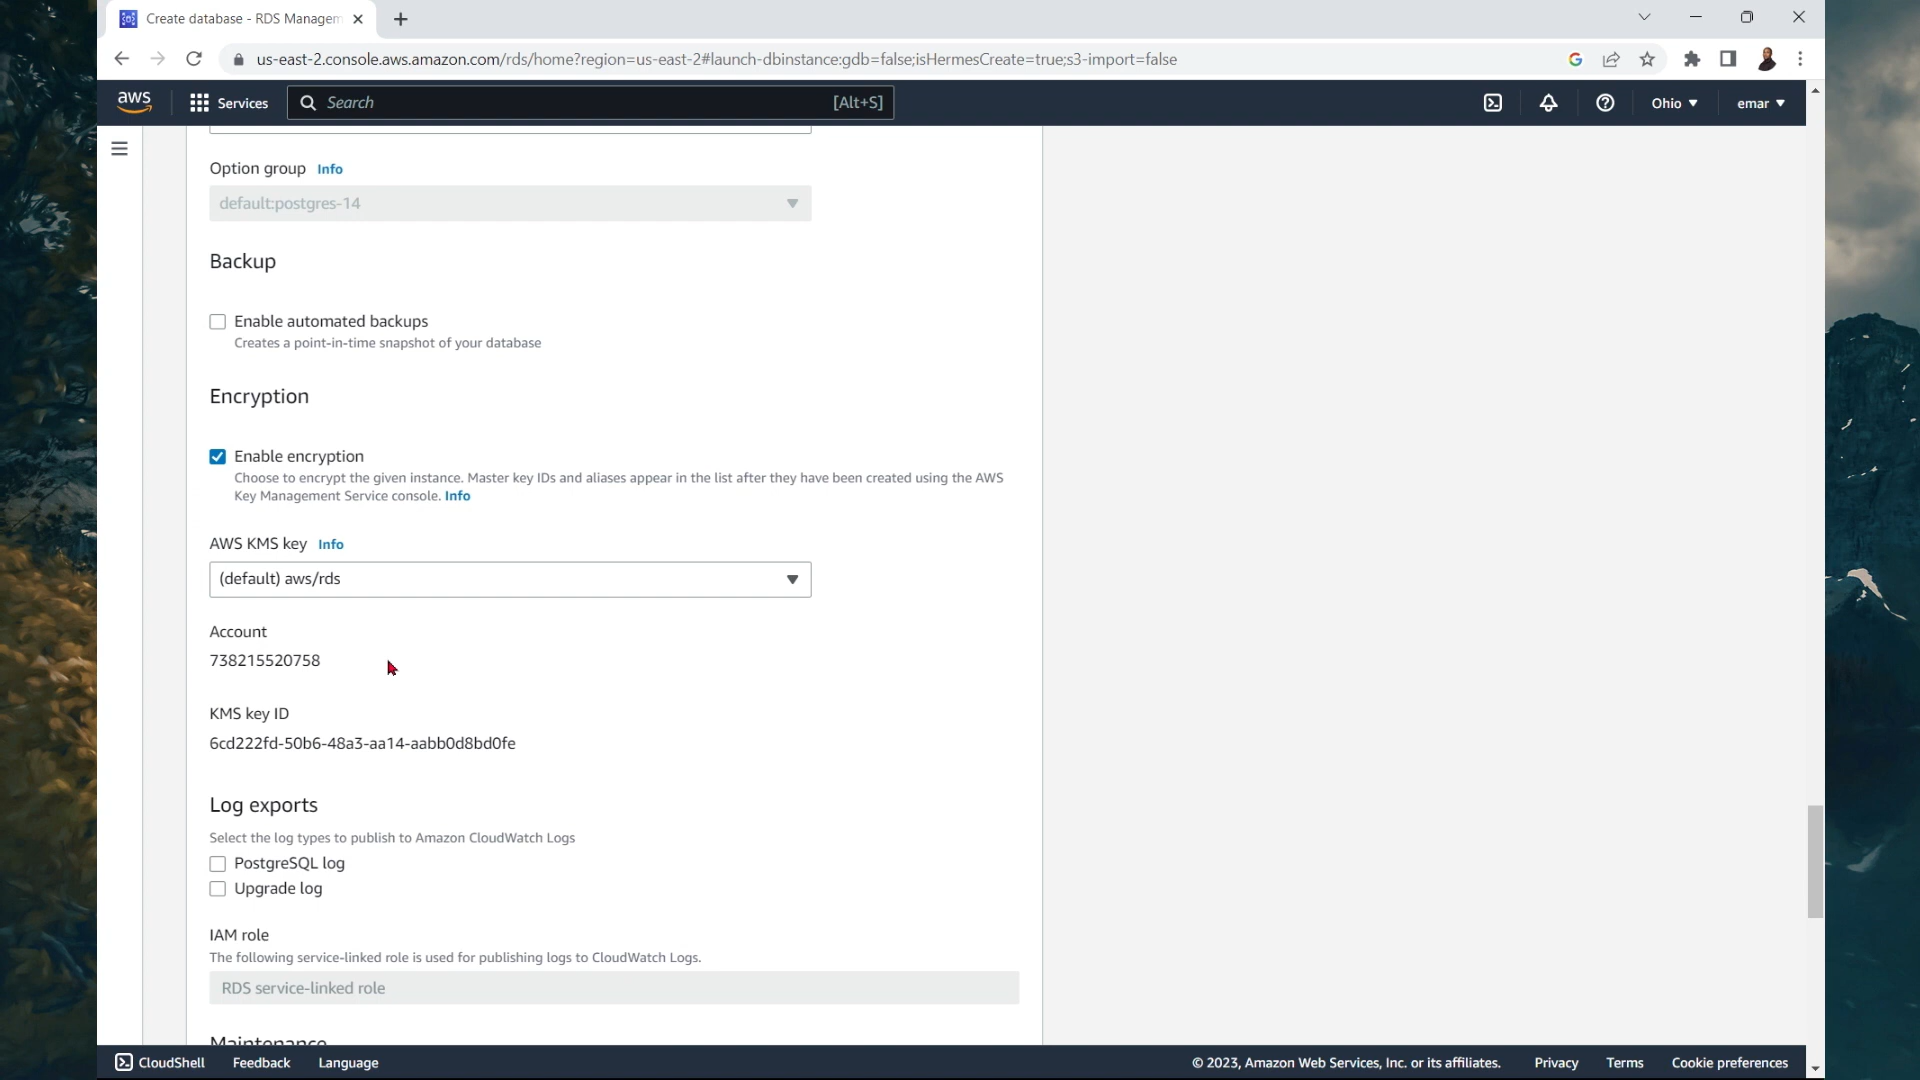 Create database - RDS Managem
us-east-2.console.aws.amazon.com/rds/home?region=us-east-2#launch-dbinstance:gdb=false;isHermesCreate=true;s3-import=false
aws
Services
Search
[Alt+S]
Ohio
emar
Option group Info
default:postgres-14
Backup
Enable automated backups
Creates a point-in-time snapshot of your database
Encryption
Enable encryption
Choose to encrypt the given instance. Master key IDs and aliases appear in the list after they have been created using the AWS
Key Management Service console. Info
AWS KMS key Info
(default) aws/rds
Account
738215520758
KMS key ID
6cd222fd-50b6-48a3-aa14-aabb0d8bd0fe
Log exports
Select the log types to publish to Amazon CloudWatch Logs
PostgreSQL log
Upgrade log
IAM role
The following service-linked role is used for publishing logs to CloudWatch Logs.
RDS service-linked role
Maintenance
CloudShell
Feedback
Language
© 2023, Amazon Web Services, Inc. or its affiliates.
Privacy
Terms
Cookie preferences